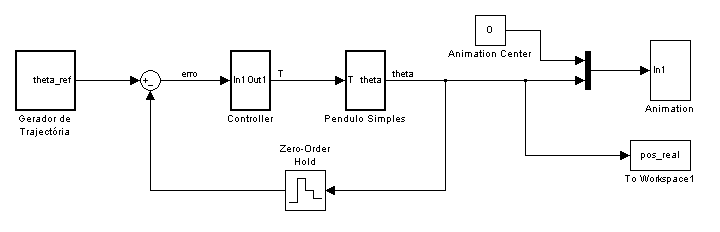 0
Animation Center
theta_ref
Gerador de
Trajectória
+
−
erro
In1 Out1
Controller
T
T theta
Pendulo Simples
theta
In1
Animation
Zero-Order
Hold
pos_real
To Workspace1